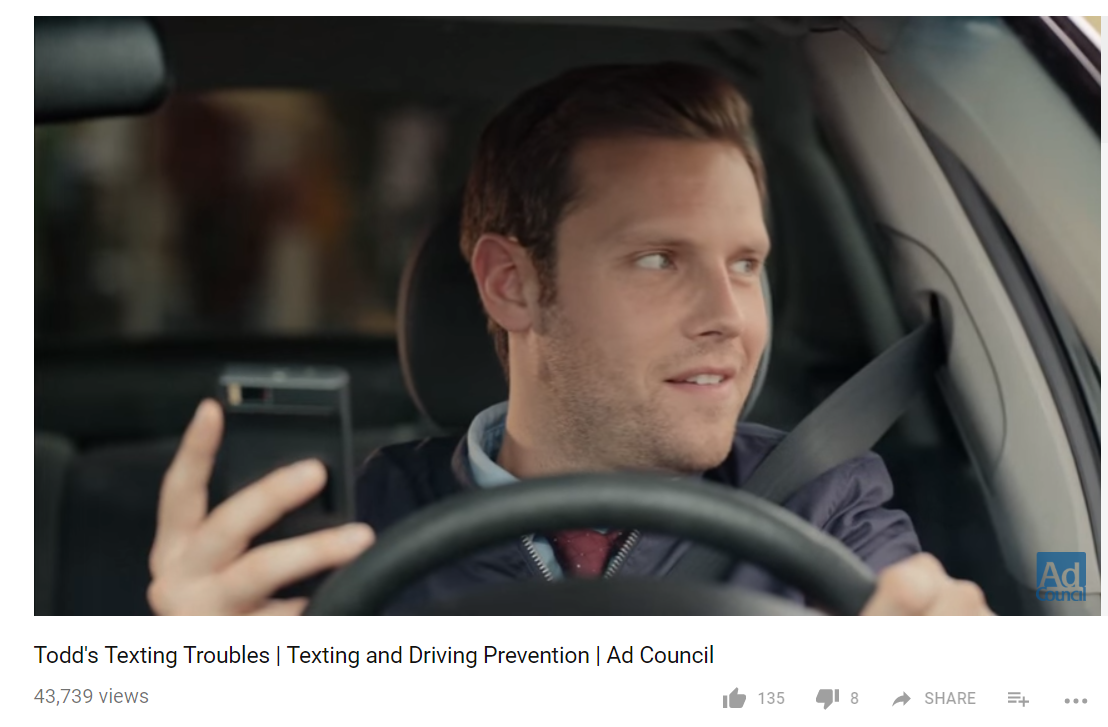 Ad
Council
Todd's Texting Troubles | Texting and Driving Prevention | Ad Council
43,739 views
135
8
SHARE